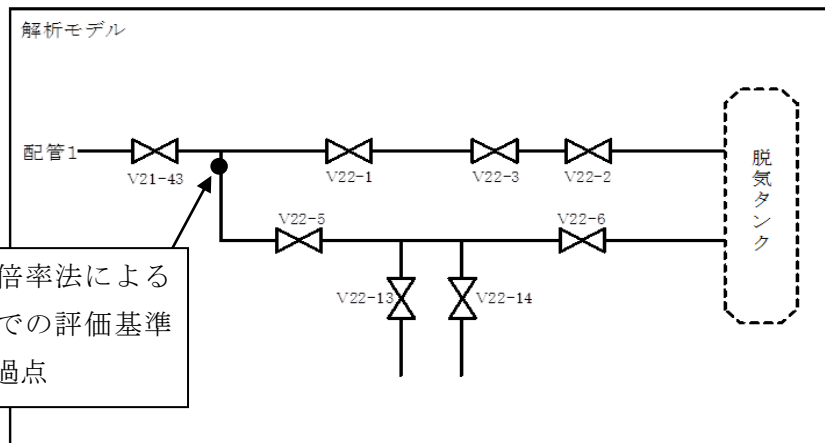 解析モデル
配管1
V21-43
V22-1
V22-3
V22-2
脱気タンク
V22-5
V22-6
倍率法による
での評価基準
過点
V22-13
V22-14